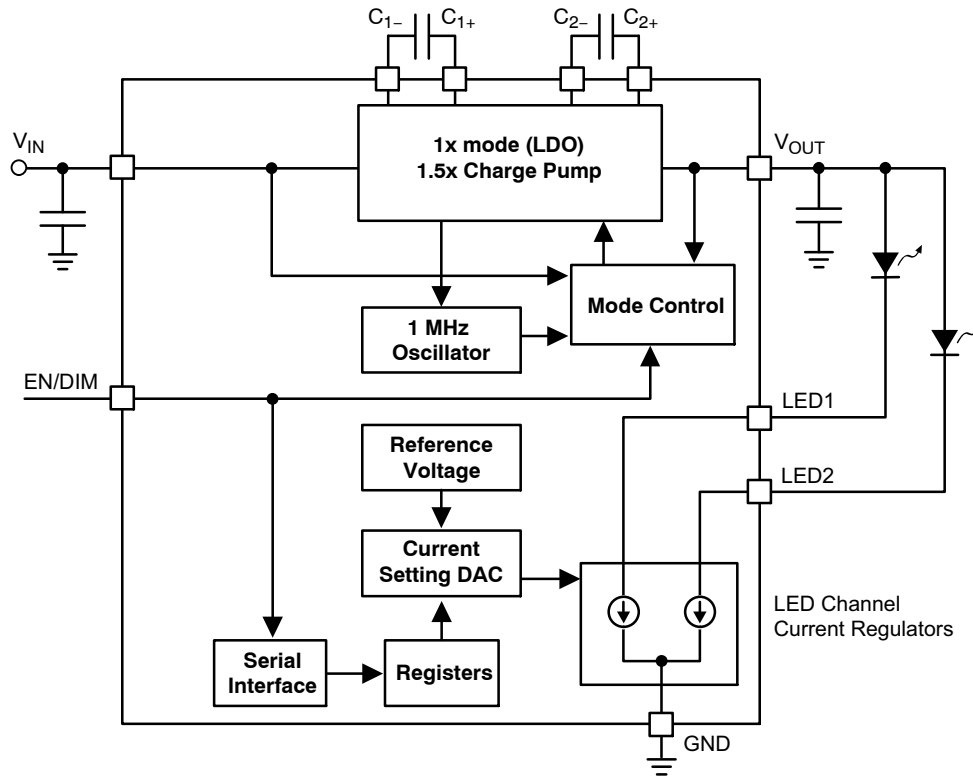 C1− C1+ C2− C2+
VIN
1x mode (LDO)
1.5x Charge Pump
VOUT
Mode Control
1 MHz
Oscillator
EN/DIM
LED1
Reference
Voltage
LED2
Current
Setting DAC
LED Channel
Current Regulators
Serial
Interface
Registers
GND